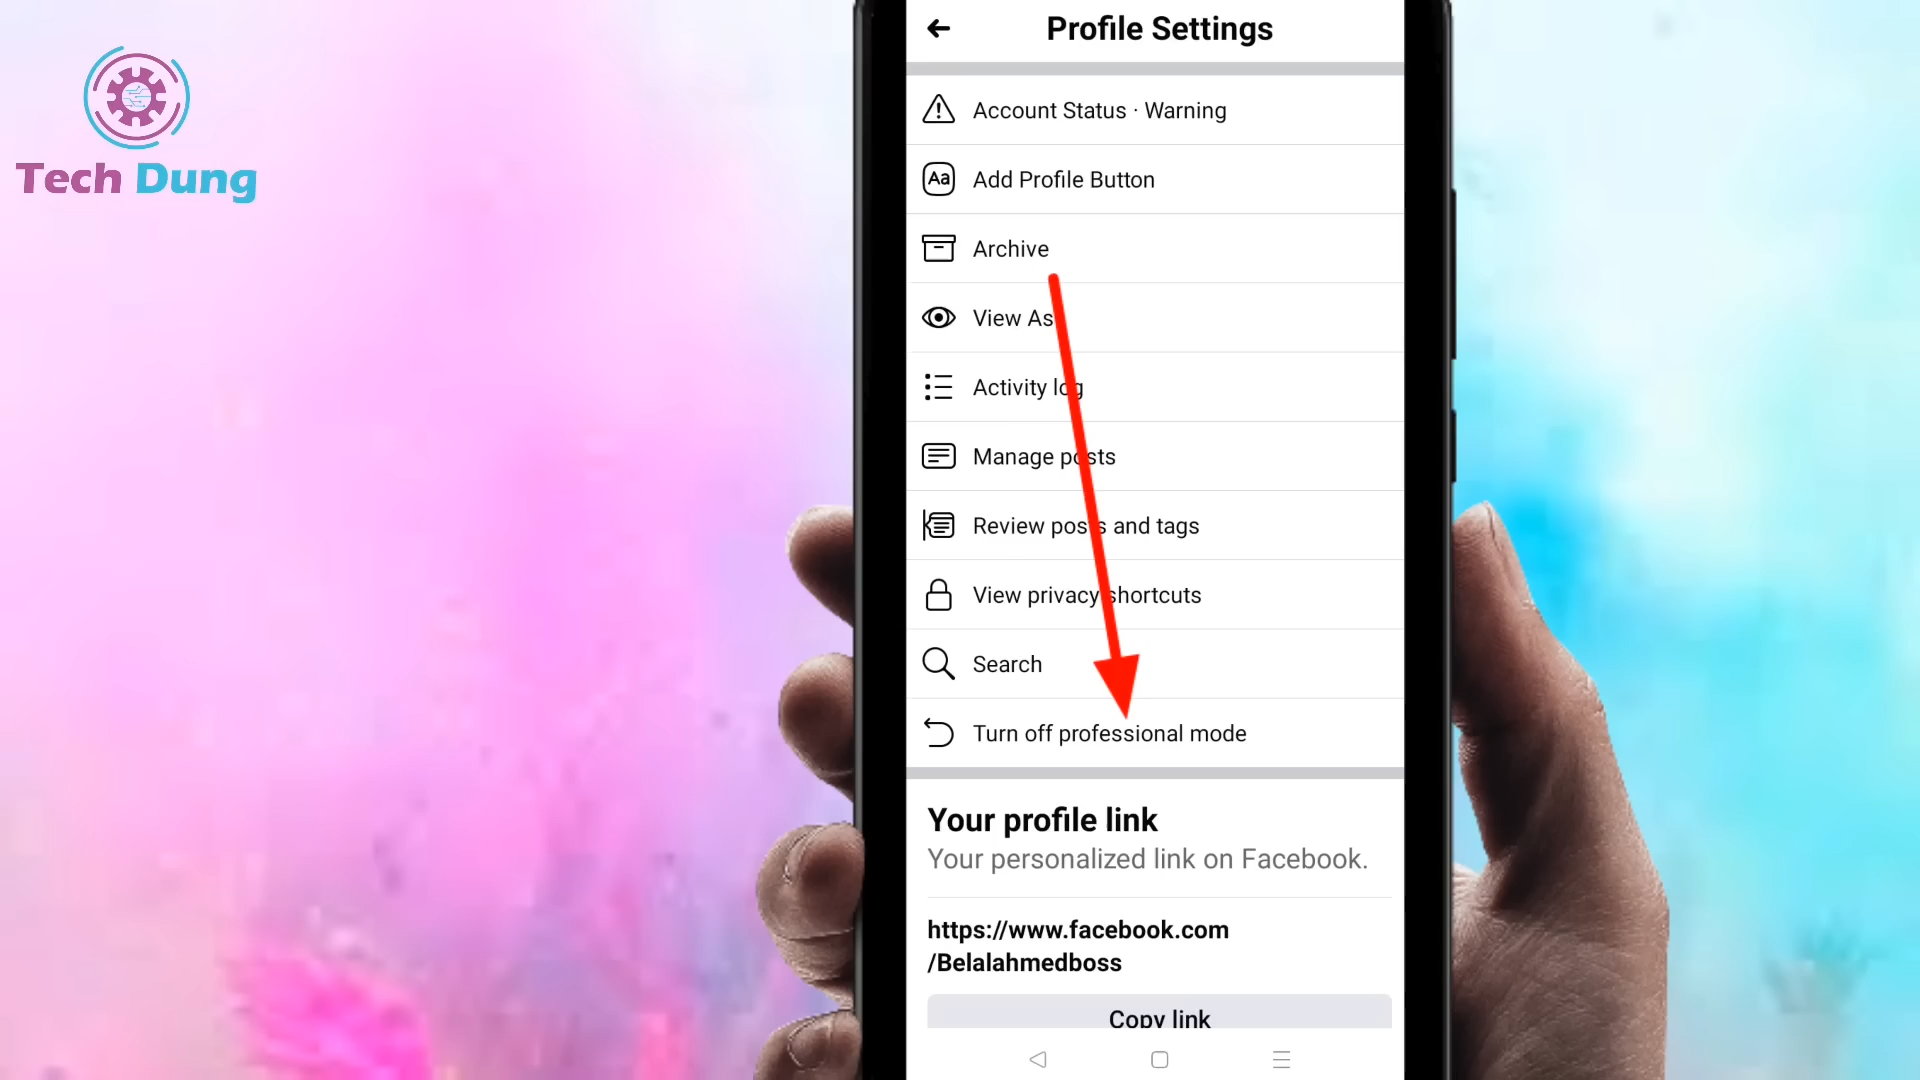 Tech Dung
Profile Settings
Account Status · Warning
Aa
Add Profile Button
Archive
View As
Activity log
Manage posts
Review posts and tags
View privacy shortcuts
Search
Turn off professional mode
Your profile link
Your personalized link on Facebook.
https://www.facebook.com
/Belalahmedboss
Copy link